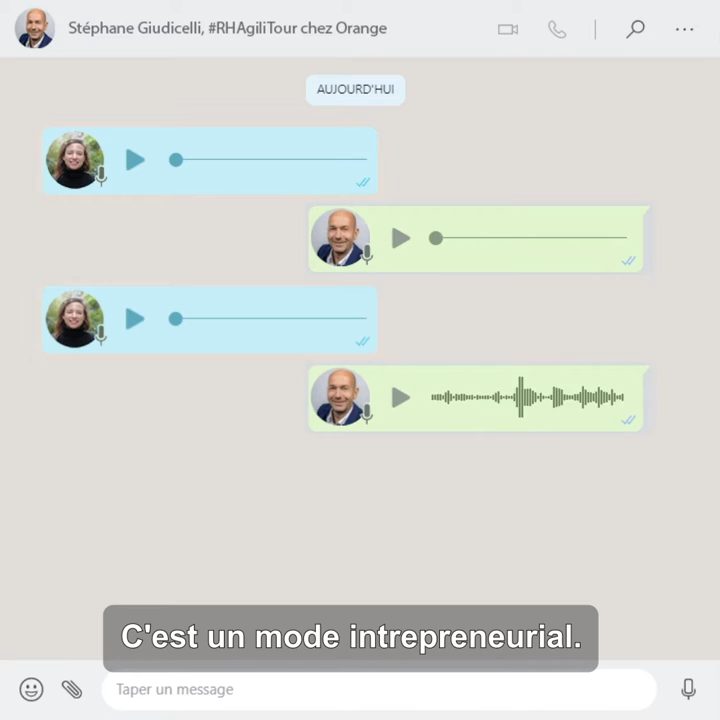 Stéphane Giudicelli, #RHAgiliTour chez Orange
AUJOURD'HUI
C'est un mode intrepreneurial.
Taper un message